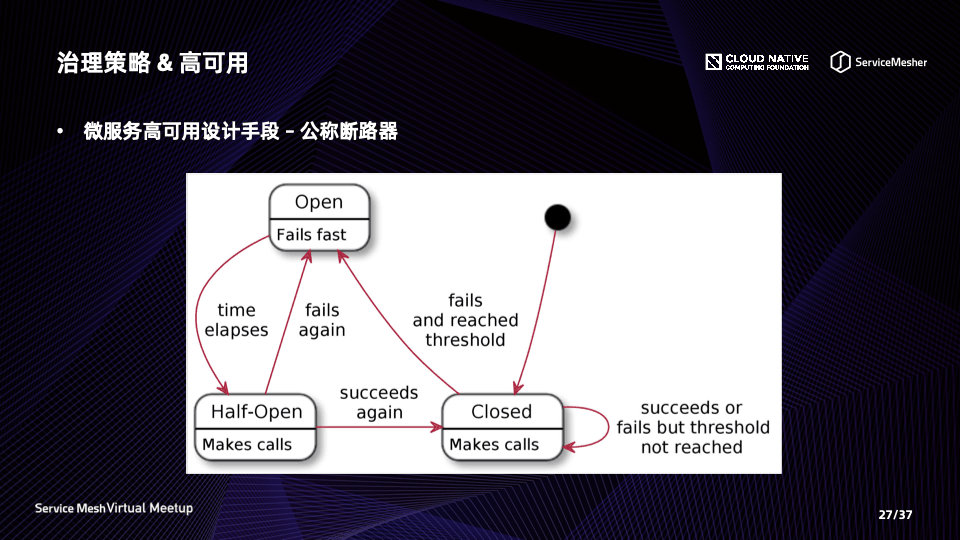 治理策略 & 高可用
CLOUD NATIVE
COMPUTING FOUNDATION
ServiceMesher
• 微服务高可用设计手段 – 公称断路器
Open
Fails fast
time
elapses
fails
again
fails
and reached
threshold
succeeds
again
Half-Open
Makes calls
Closed
Makes calls
succeeds or
fails but threshold
not reached
Service Mesh Virtual Meetup
27/37